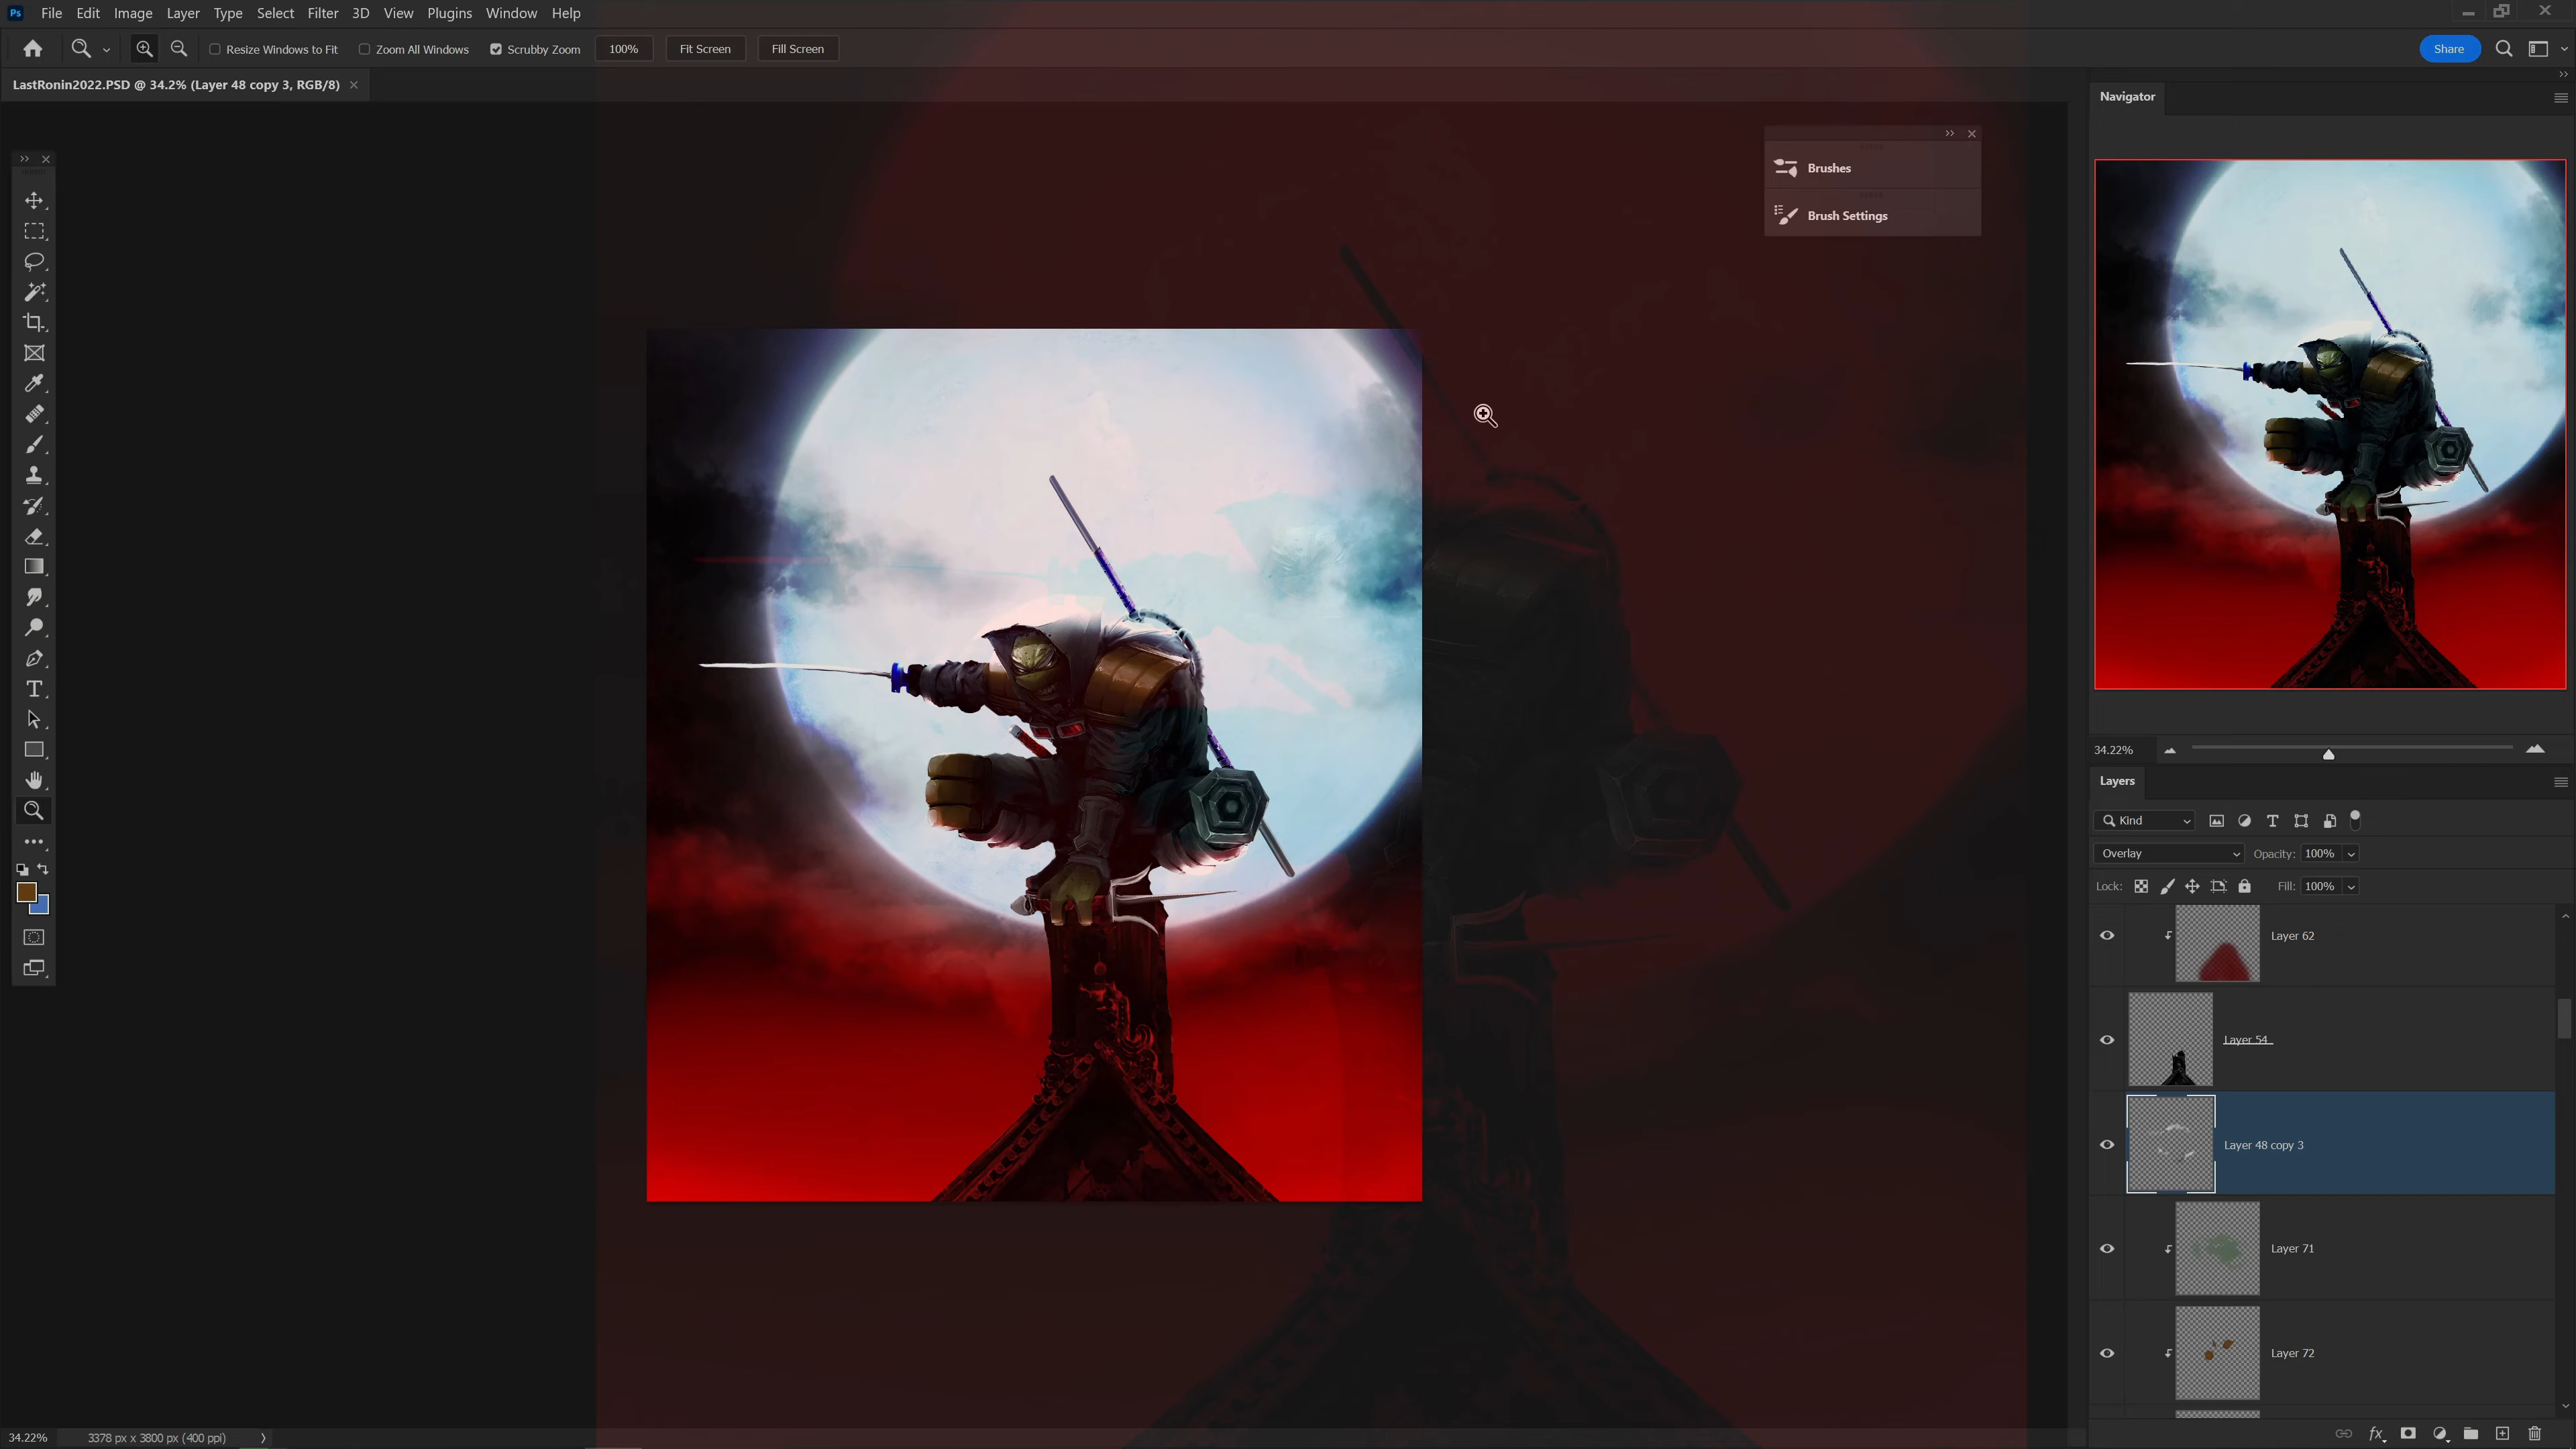 Ps File Edit Image Layer Type Select Filter 3D View Plugins Window Help
Resize Windows to Fit Zoom All Windows Scrubby Zoom 100% Fit Screen Fill Screen Share
LastRonin2022.PSD @ 34.2% (Layer 48 copy 3, RGB/8)
Navigator
Brushes
Brush Settings
34.22%
Layers
Kind
Overlay Opacity: 100%
Lock: Fill: 100%
Layer 62
Layer 54
Layer 48 copy 3
Layer 71
Layer 72
fx
34.22% 3378 px x 3800 px (400 ppi)